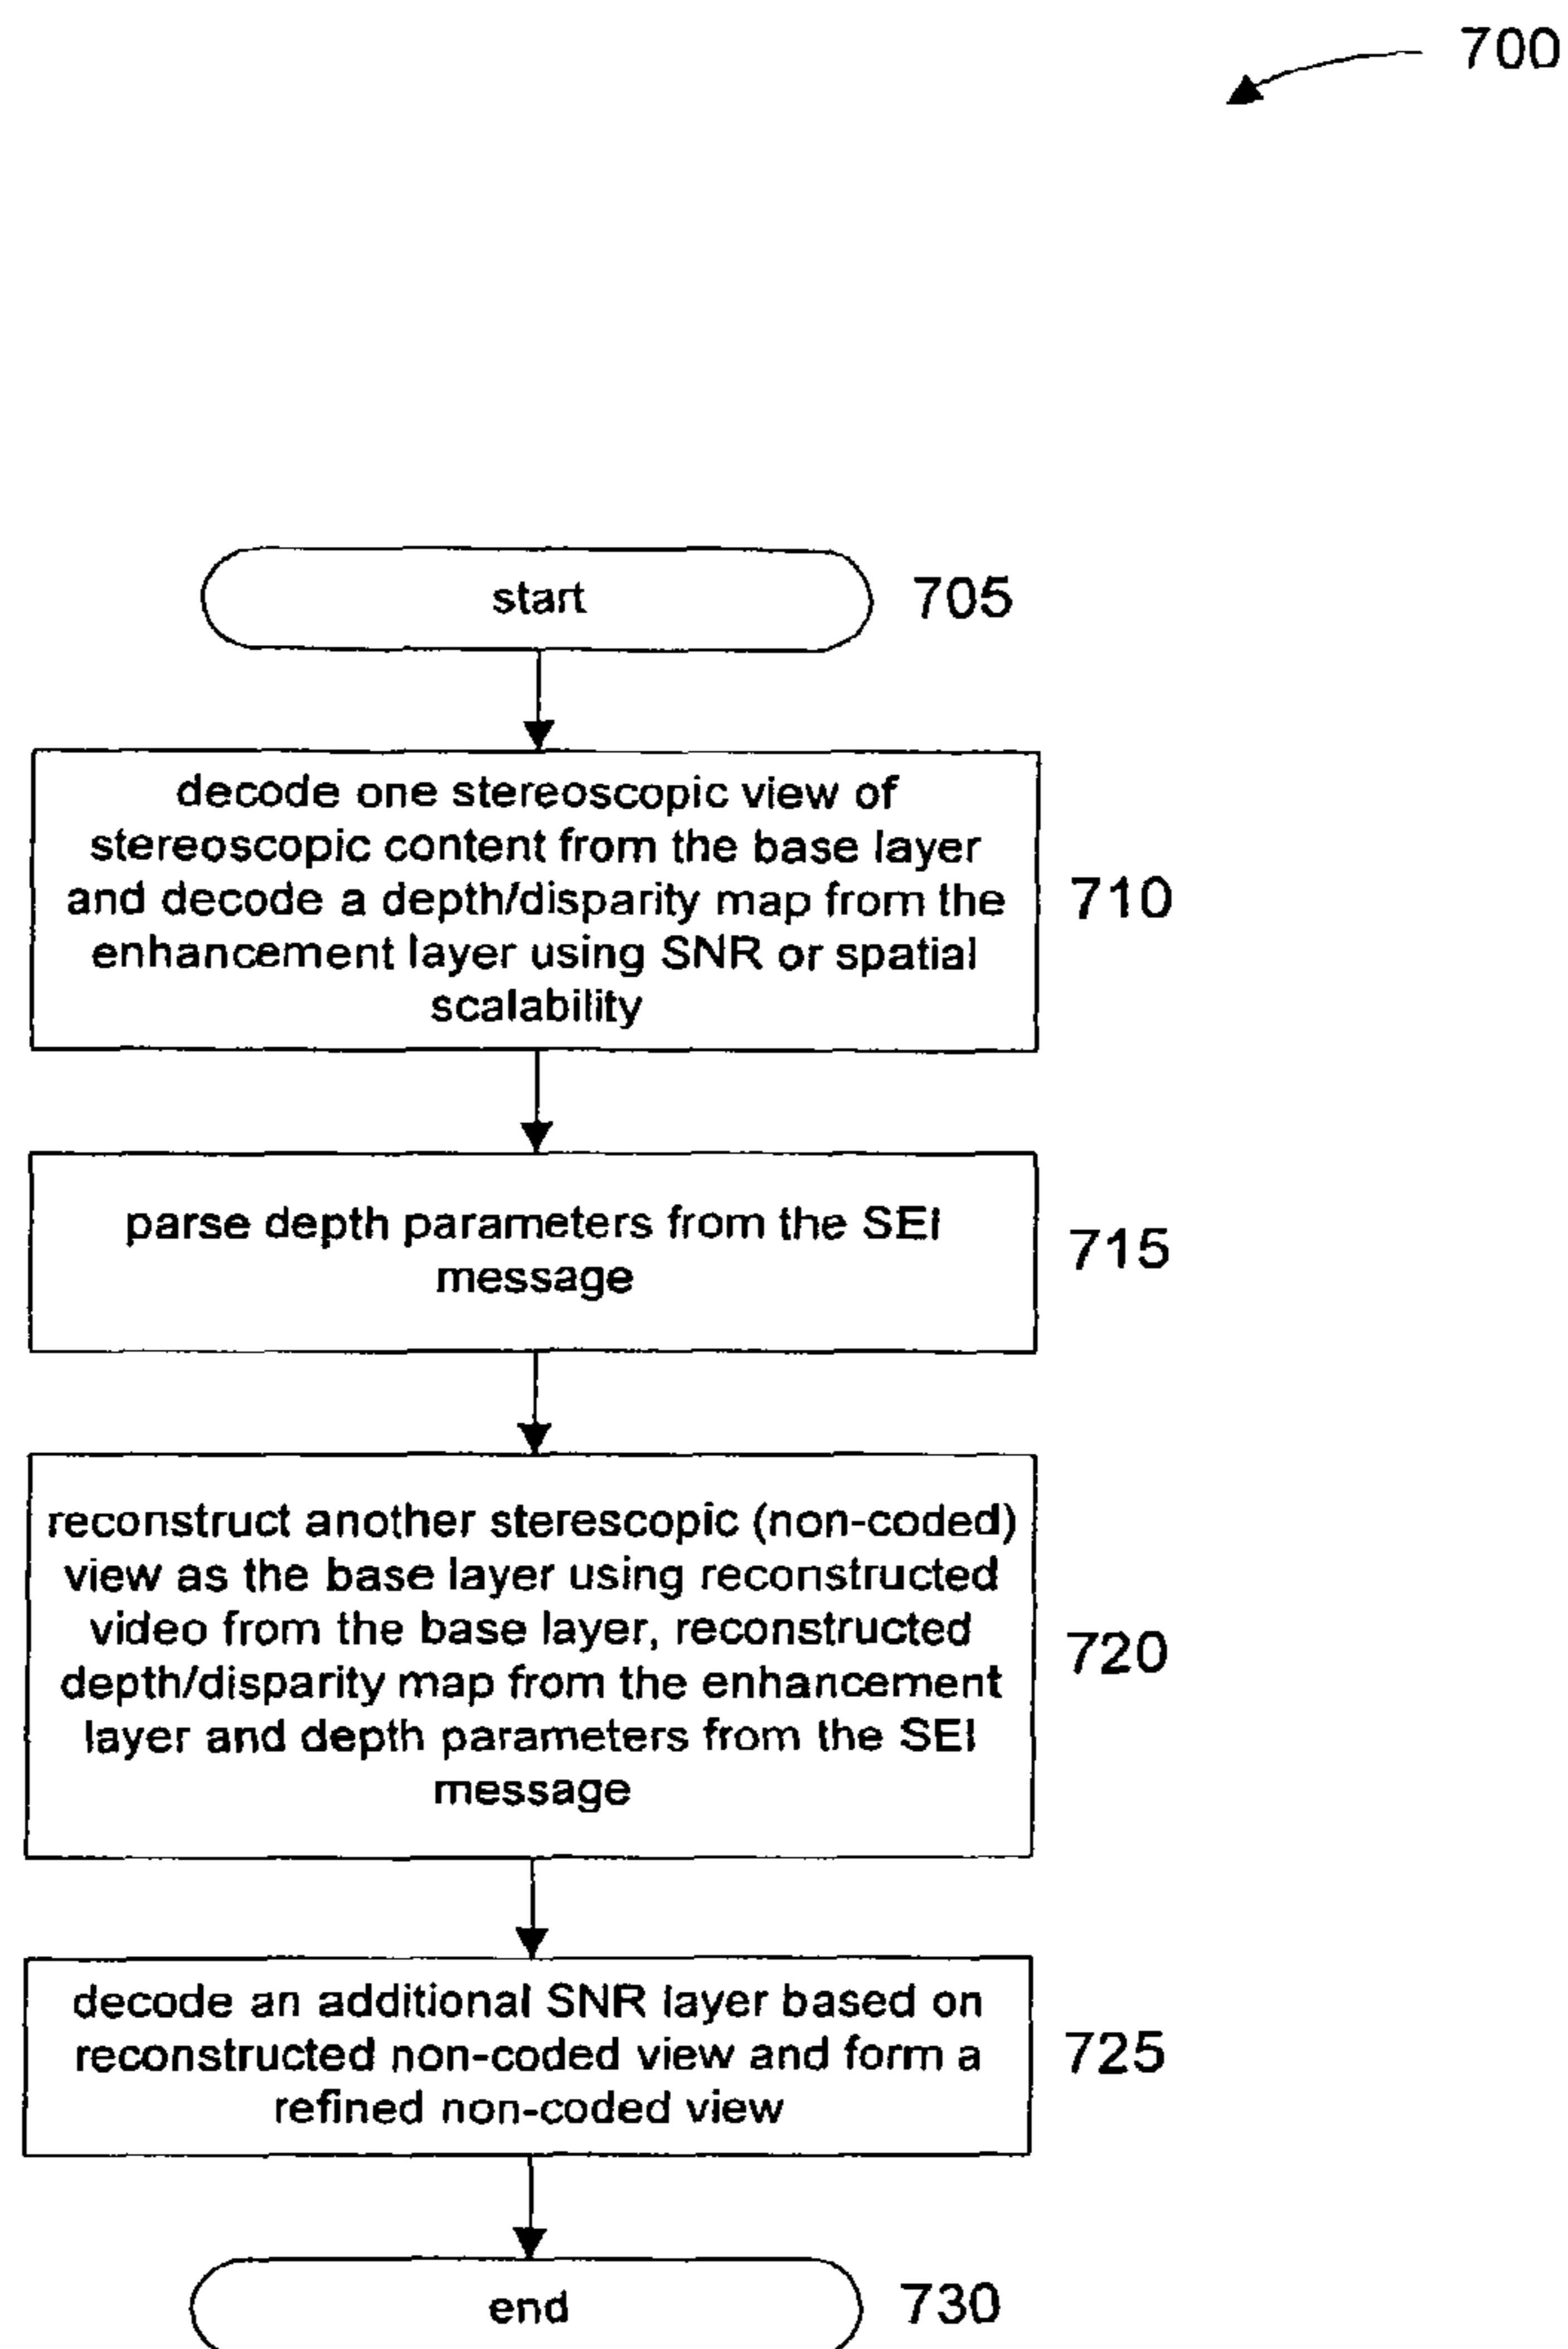 700
start
705
decode one stereoscopic view of
stereoscopic content from the base layer
and decode a depth/disparity map from the
enhancement layer using SNR or spatial
scalability
710
parse depth parameters from the SEI
message
715
reconstruct another sterescopic (non-coded)
view as the base layer using reconstructed
video from the base layer, reconstructed
depth/disparity map from the enhancement
layer and depth parameters from the SEI
message
720
decode an additional SNR layer based on
reconstructed non-coded view and form a
refined non-coded view
725
end
730